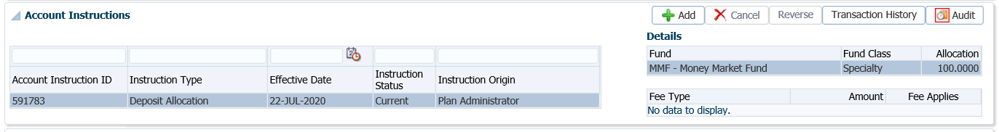 Account Instructions
Add Cancel Reverse Transaction History Audit
Details
Fund Fund Class Allocation
MMF - Money Market Fund Specialty 100.0000
Account Instruction ID Instruction Type Effective Date Instruction Status Instruction Origin
591783 Deposit Allocation 22-JUL-2020 Current Plan Administrator
Fee Type Amount Fee Applies
No data to display.